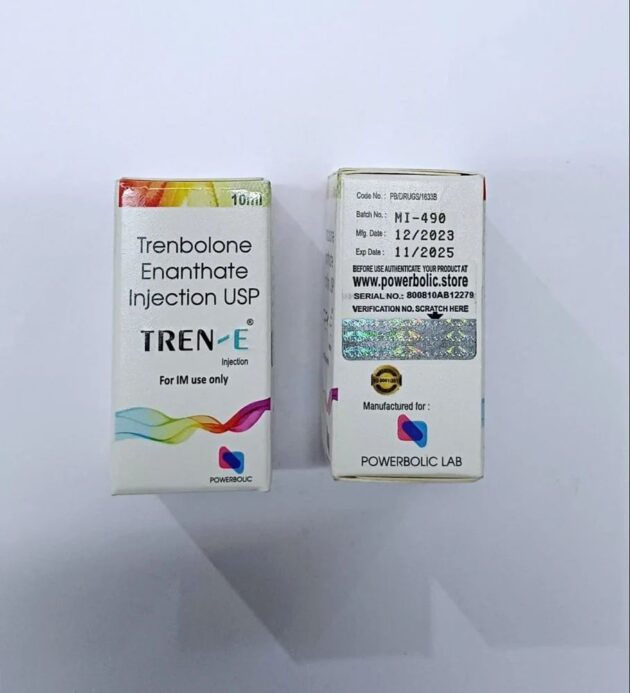 10ml
Trenbolone
Enanthate
Injection USP
TREN-E®
Injection
For IM use only
POWERBOLIC
Code No.: PB/DRUGS/1633B
Batch No.: MI-490
Mfg. Date: 12/2023
Exp Date: 11/2025
BEFORE USE AUTHENTICATE YOUR PRODUCT AT
www.powerbolic.store
SERIAL NO.: 800810AB12279
VERIFICATION NO. SCRATCH HERE
Manufactured for :
POWERBOLIC LAB